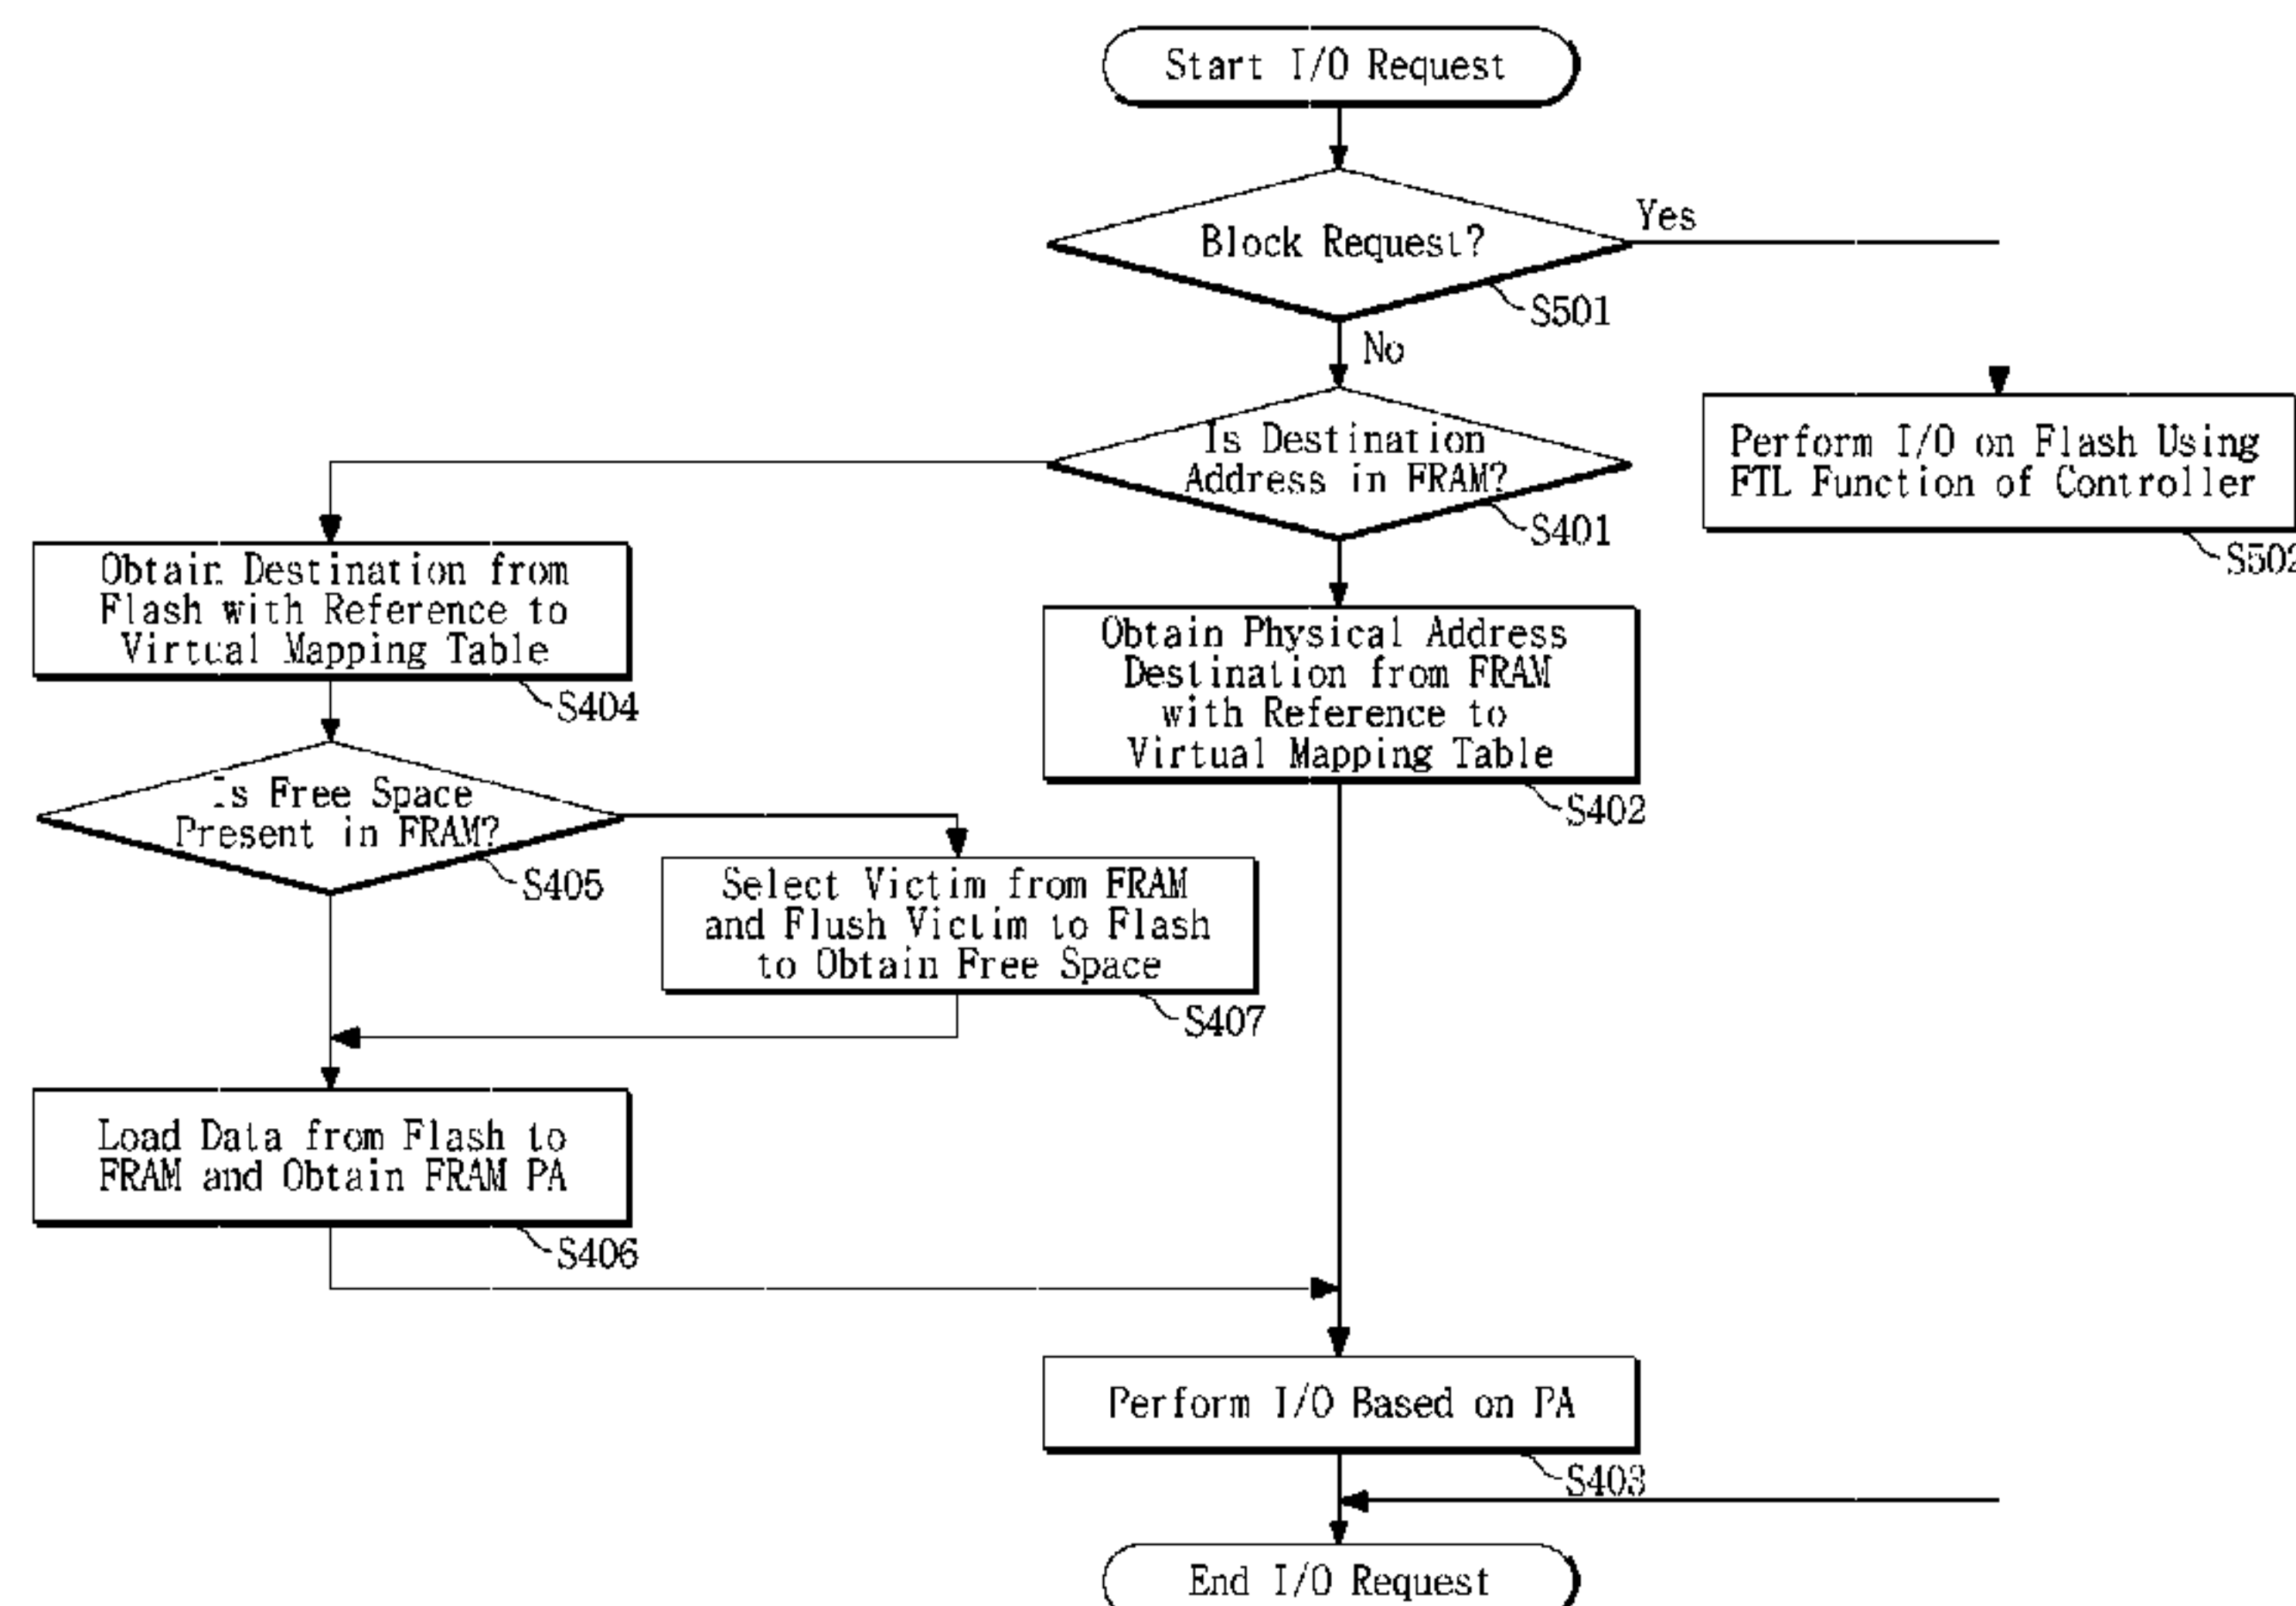 Start I/O Request
Block Request?
Yes
S501
No
Is Destination
Address in FRAM?
S401
Perform I/O on Flash Using
FTL Function of Controller
S502
Obtain Destination from
Flash with Reference to
Virtual Mapping Table
S404
Obtain Physical Address
Destination from FRAM
with Reference to
Virtual Mapping Table
S402
Is Free Space
Present in FRAM?
S405
Select Victim from FRAM
and Flush Victim to Flash
to Obtain Free Space
S407
Load Data from Flash to
FRAM and Obtain FRAM PA
S406
Perform I/O Based on PA
S403
End I/O Request